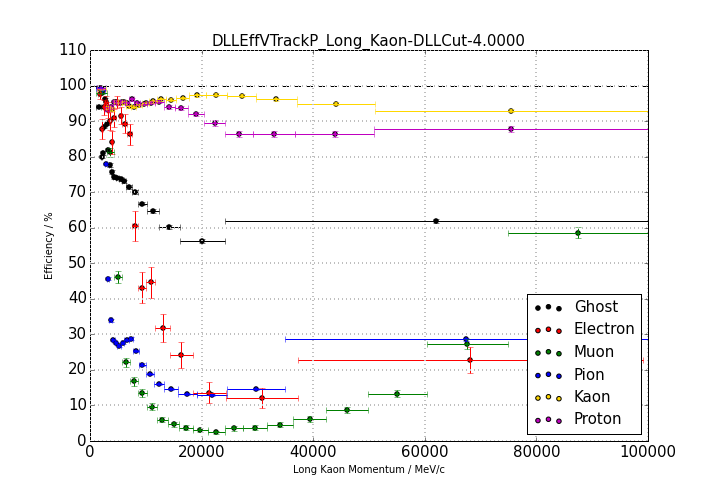 DLLEffVTrackP_Long_Kaon-DLLCut-4.0000
110
100
90
80
70
60
50
40
30
20
10
0
Efficiency / %
Ghost
Electron
Muon
Pion
Kaon
Proton
0 20000 40000 60000 80000 100000
Long Kaon Momentum / MeV/c